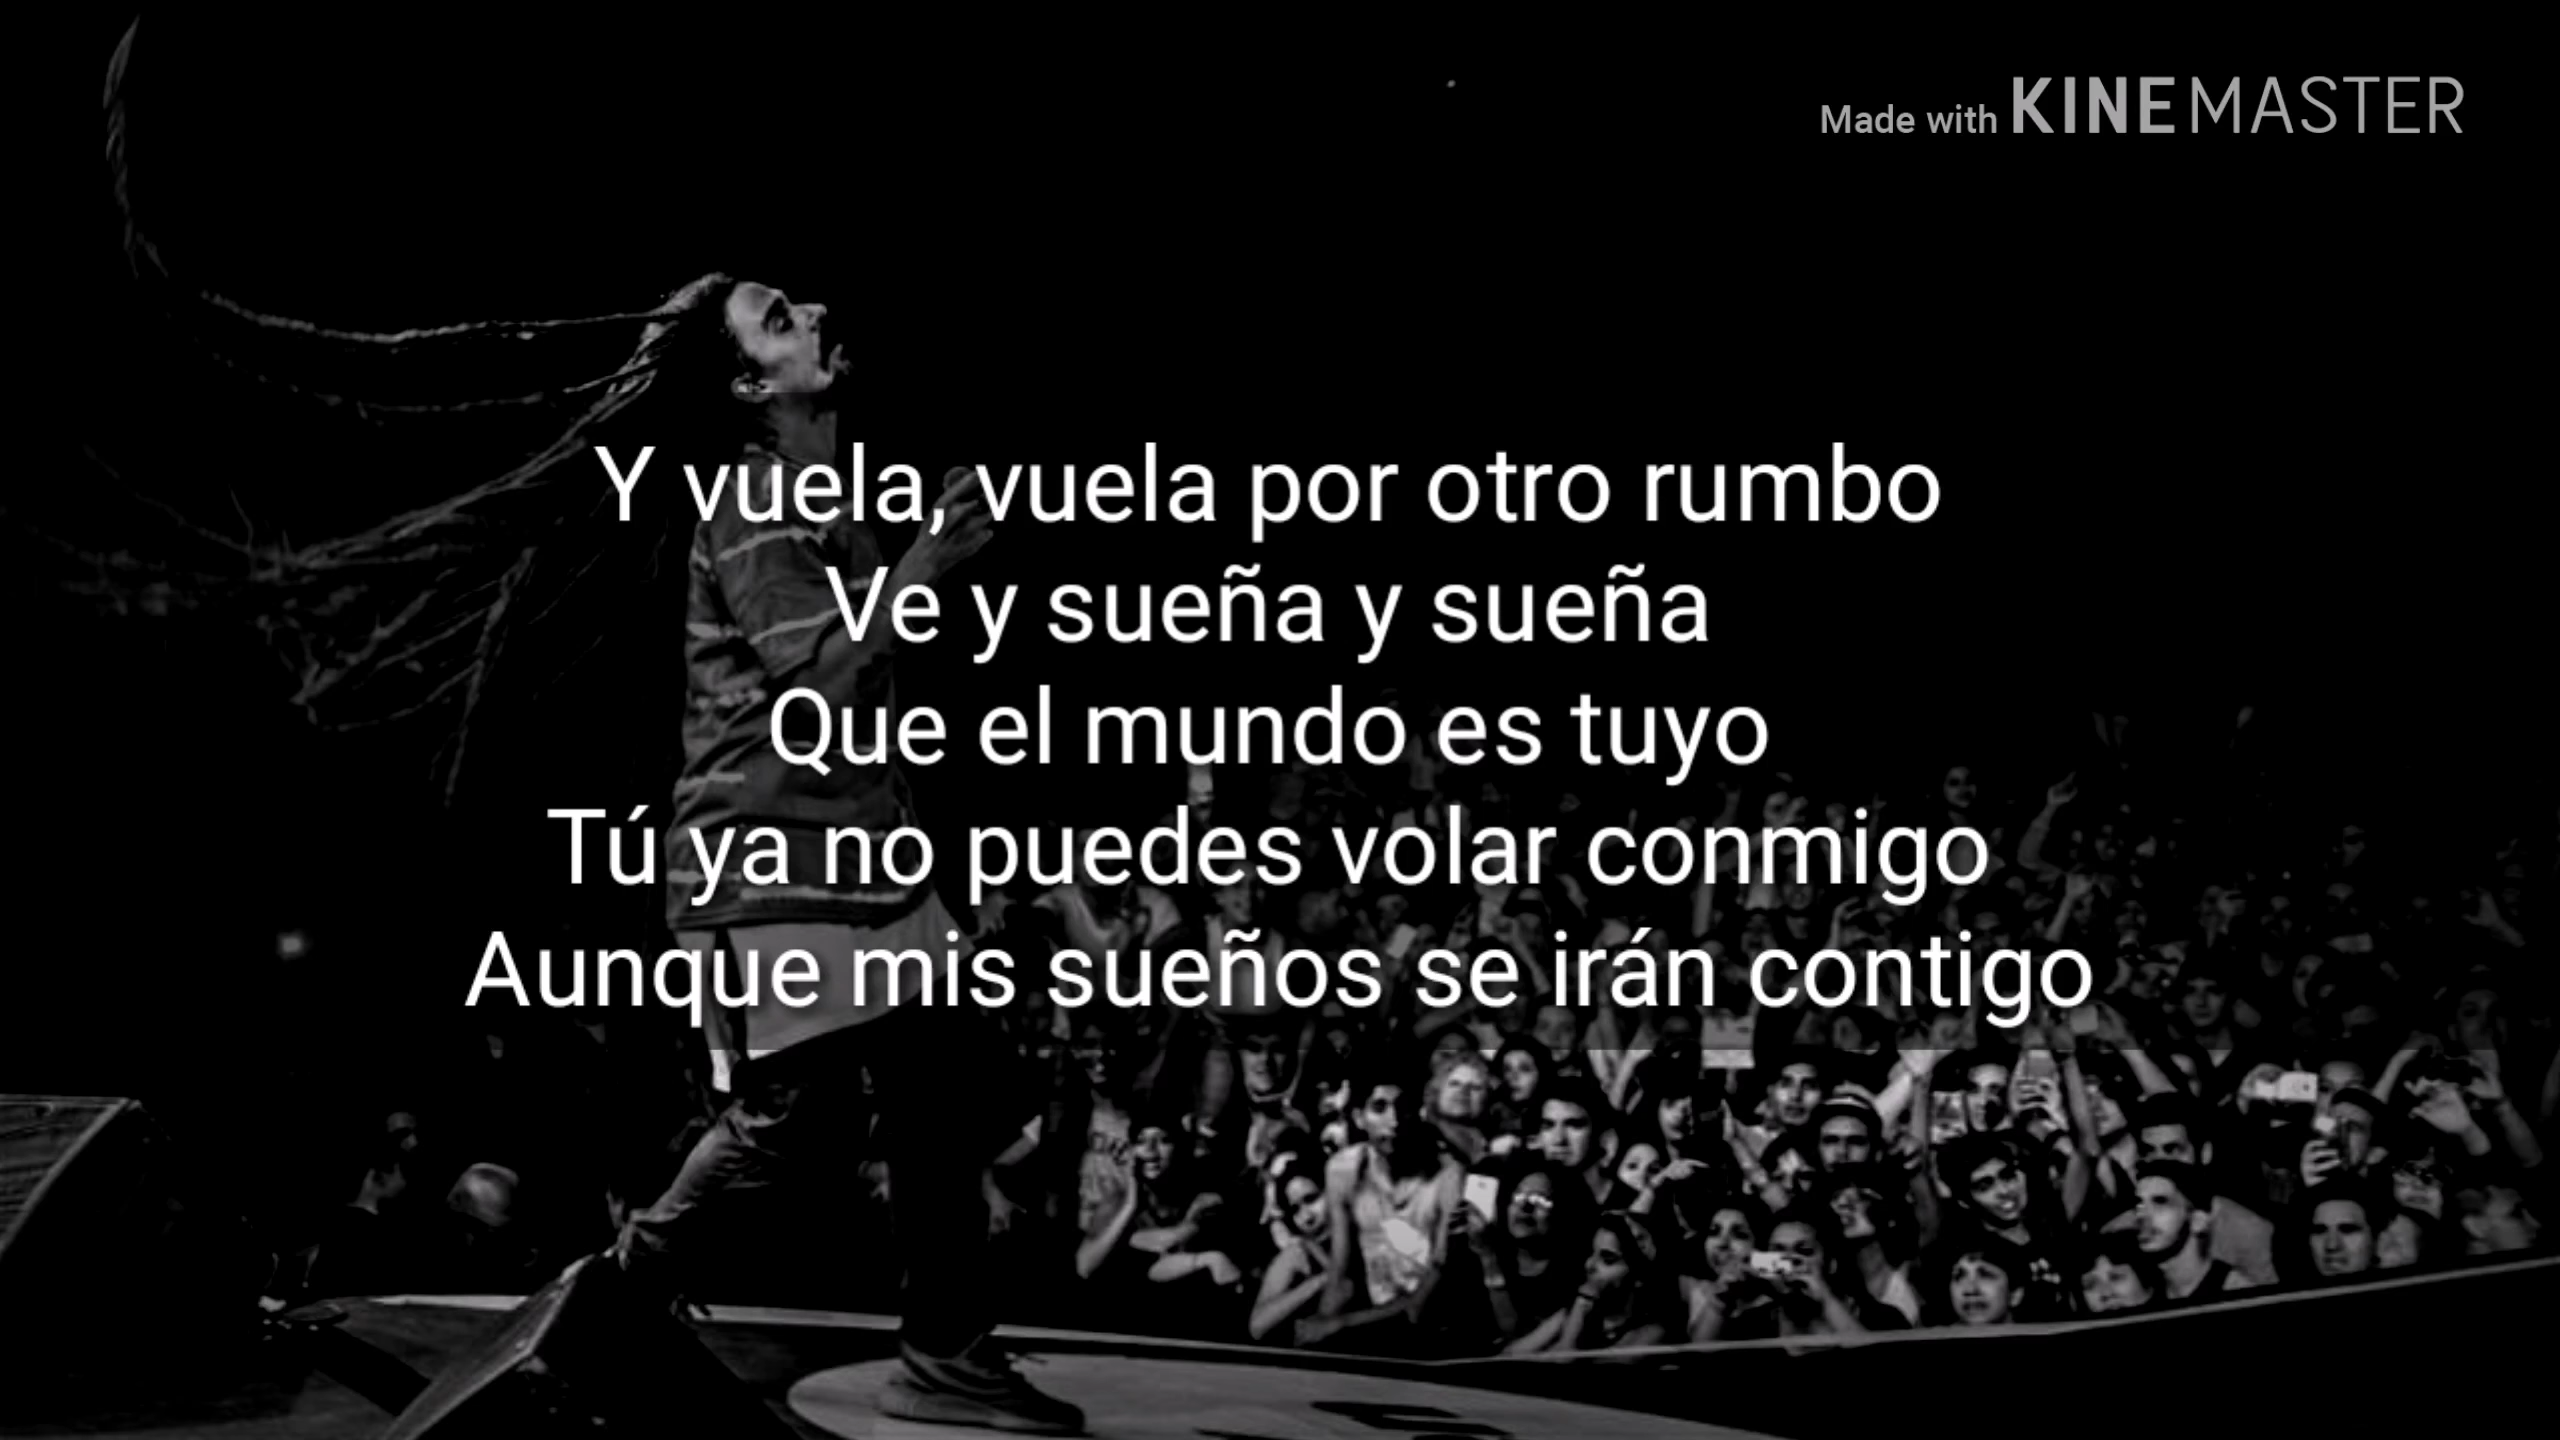 Made with KINEMASTER
Y vuela, vuela por otro rumbo
Ve y sueña y sueña
Que el mundo es tuyo
Tú ya no puedes volar conmigo
Aunque mis sueños se irán contigo